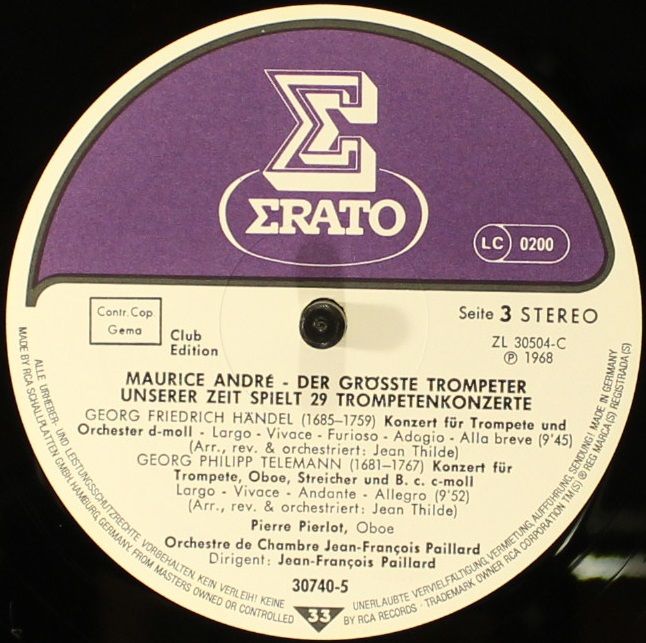 Σ
ΣRATO
LC 0200
Contr. Cop.
Gema
Club
Edition
Seite 3 STEREO
ZL 30504-C
Ⓟ 1968
MAURICE ANDRÉ - DER GRÖSSTE TROMPETER
UNSERER ZEIT SPIELT 29 TROMPETENKONZERTE
GEORG FRIEDRICH HÄNDEL (1685–1759) Konzert für Trompete und
Orchester d-moll - Largo - Vivace - Furioso - Adagio - Alla breve (9'45)
(Arr., rev. & orchestriert: Jean Thilde)
GEORG PHILIPP TELEMANN (1681–1767) Konzert für
Trompete, Oboe, Streicher und B. c. c-moll
Largo - Vivace - Andante - Allegro (9'52)
(Arr., rev. & orchestriert: Jean Thilde)
Pierre Pierlot, Oboe
Orchestre de Chambre Jean-François Paillard
Dirigent: Jean-François Paillard
30740-5
33
ALLE URHEBER- UND LEISTUNGSSCHUTZRECHTE VORBEHALTEN. KEIN VERLEIH! KEINE UNERLAUBTE VERVIELFÄLTIGUNG, VERMIETUNG, AUFFÜHRUNG, SENDUNG! MADE IN GERMANY
MADE BY RCA SCHALLPLATTEN GMBH, HAMBURG, GERMANY, FROM MASTERS OWNED OR CONTROLLED BY RCA RECORDS · TRADEMARK OWNER RCA CORPORATION TM(S) ® REG. MARCA(S) REGISTRADA(S)